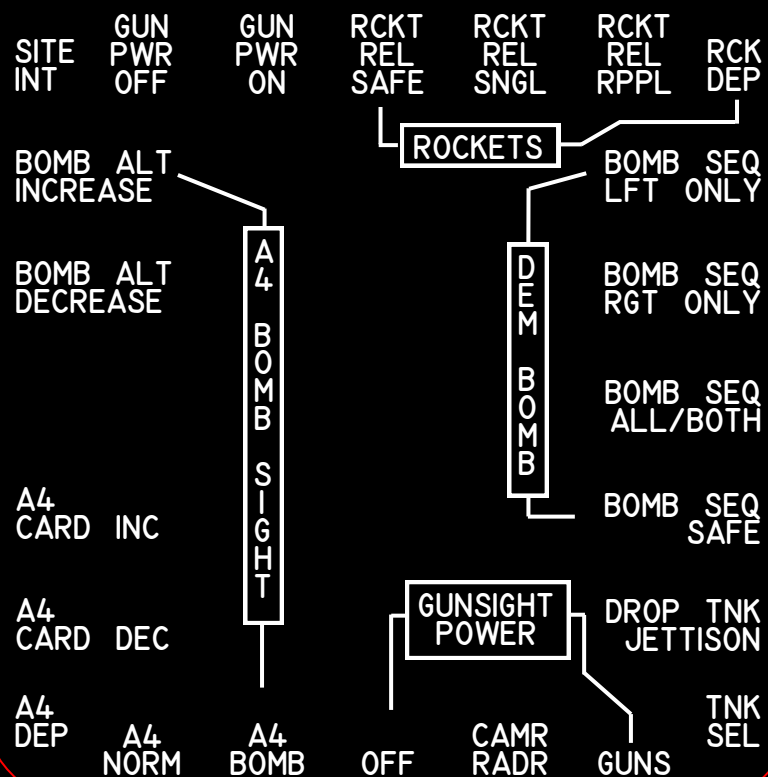 SITE
INT
GUN
PWR
OFF
GUN
PWR
ON
RCKT
REL
SAFE
RCKT
REL
SNGL
RCKT
REL
RPPL
RCK
DEP
ROCKETS
BOMB ALT
INCREASE
BOMB SEQ
LFT ONLY
A4 BOMB SIGHT
DEM BOMB
BOMB ALT
DECREASE
BOMB SEQ
RGT ONLY
BOMB SEQ
ALL/BOTH
A4
CARD INC
BOMB SEQ
SAFE
GUNSIGHT
POWER
A4
CARD DEC
DROP TNK
JETTISON
A4
DEP
A4
NORM
A4
BOMB
OFF
CAMR
RADR
GUNS
TNK
SEL